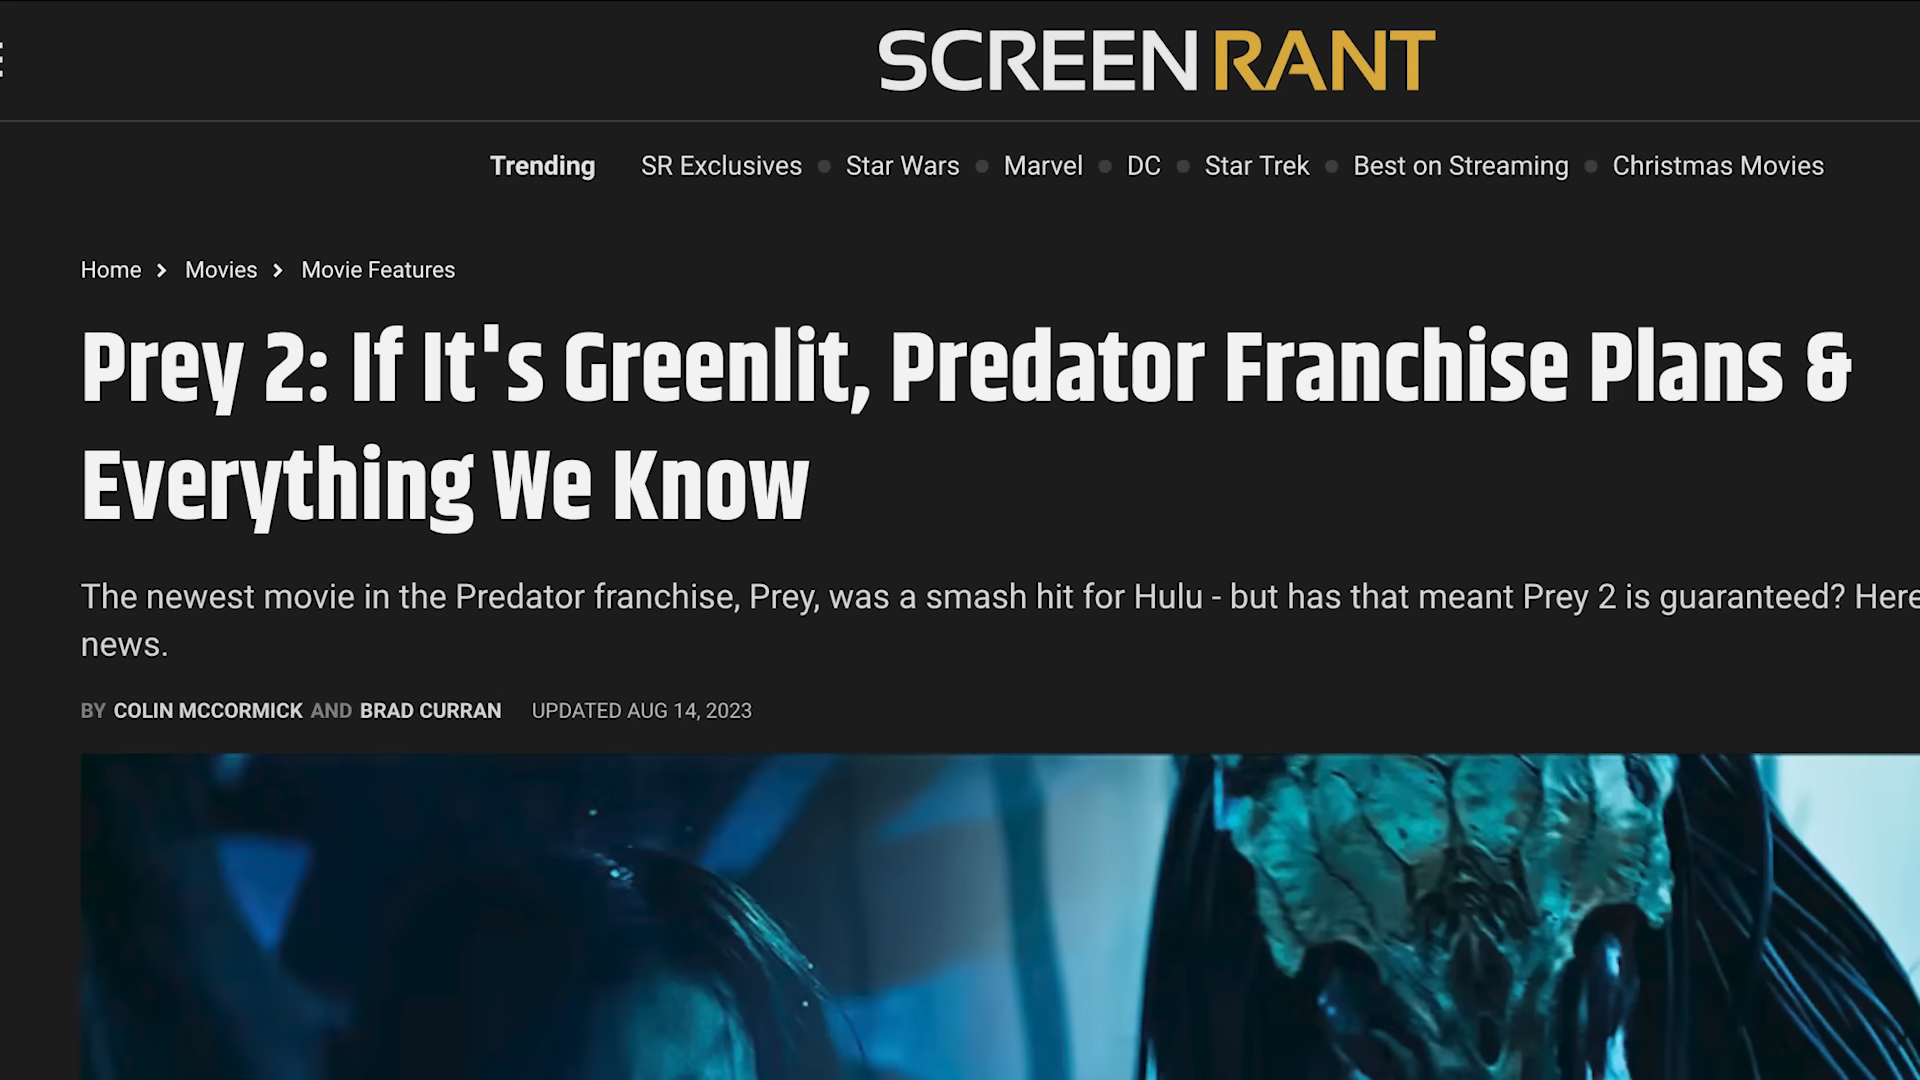 SCREEN RANT
Trending SR Exclusives Star Wars Marvel DC Star Trek Best on Streaming Christmas Movies
Home Movies Movie Features
Prey 2: If It's Greenlit, Predator Franchise Plans &
Everything We Know
The newest movie in the Predator franchise, Prey, was a smash hit for Hulu - but has that meant Prey 2 is guaranteed? Here
news.
BY COLIN MCCORMICK AND BRAD CURRAN UPDATED AUG 14, 2023